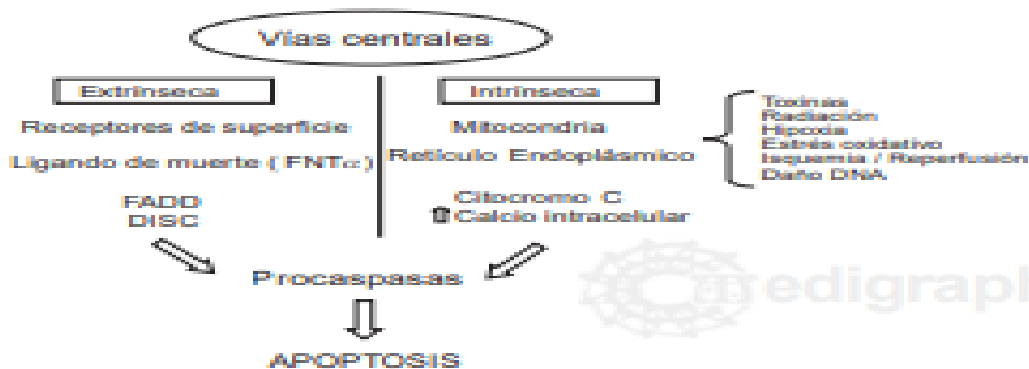 Vías centrales
Extrínseca
Receptores de superficie
Ligando de muerte ( FNTα)
FADD
DISC
Intrínseca
Mitocondria
Retículo Endoplásmico
Citocromo C
Calcio intracelular
Toxinas
Radiación
Hipoxia
Estrés oxidativo
Isquemia / Reperfusión
Daño DNA
Procaspasas
APOPTOSIS
edigraph